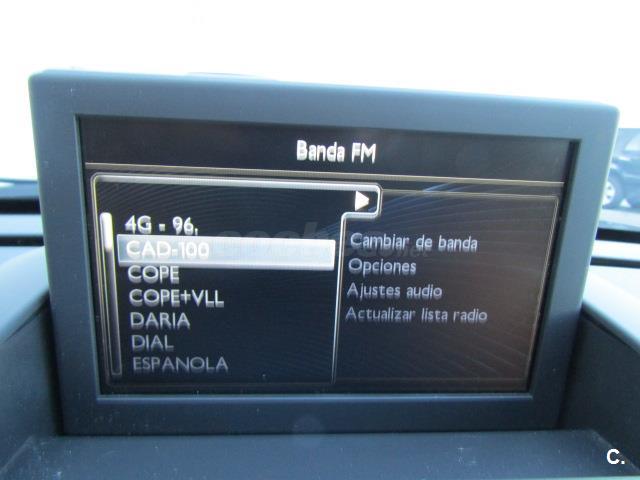 Banda FM
4G - 96.
CAD-100
COPE
COPE+VLL
DARIA
DIAL
ESPANOLA
Cambiar de banda
Opciones
Ajustes audio
Actualizar lista radio
C.